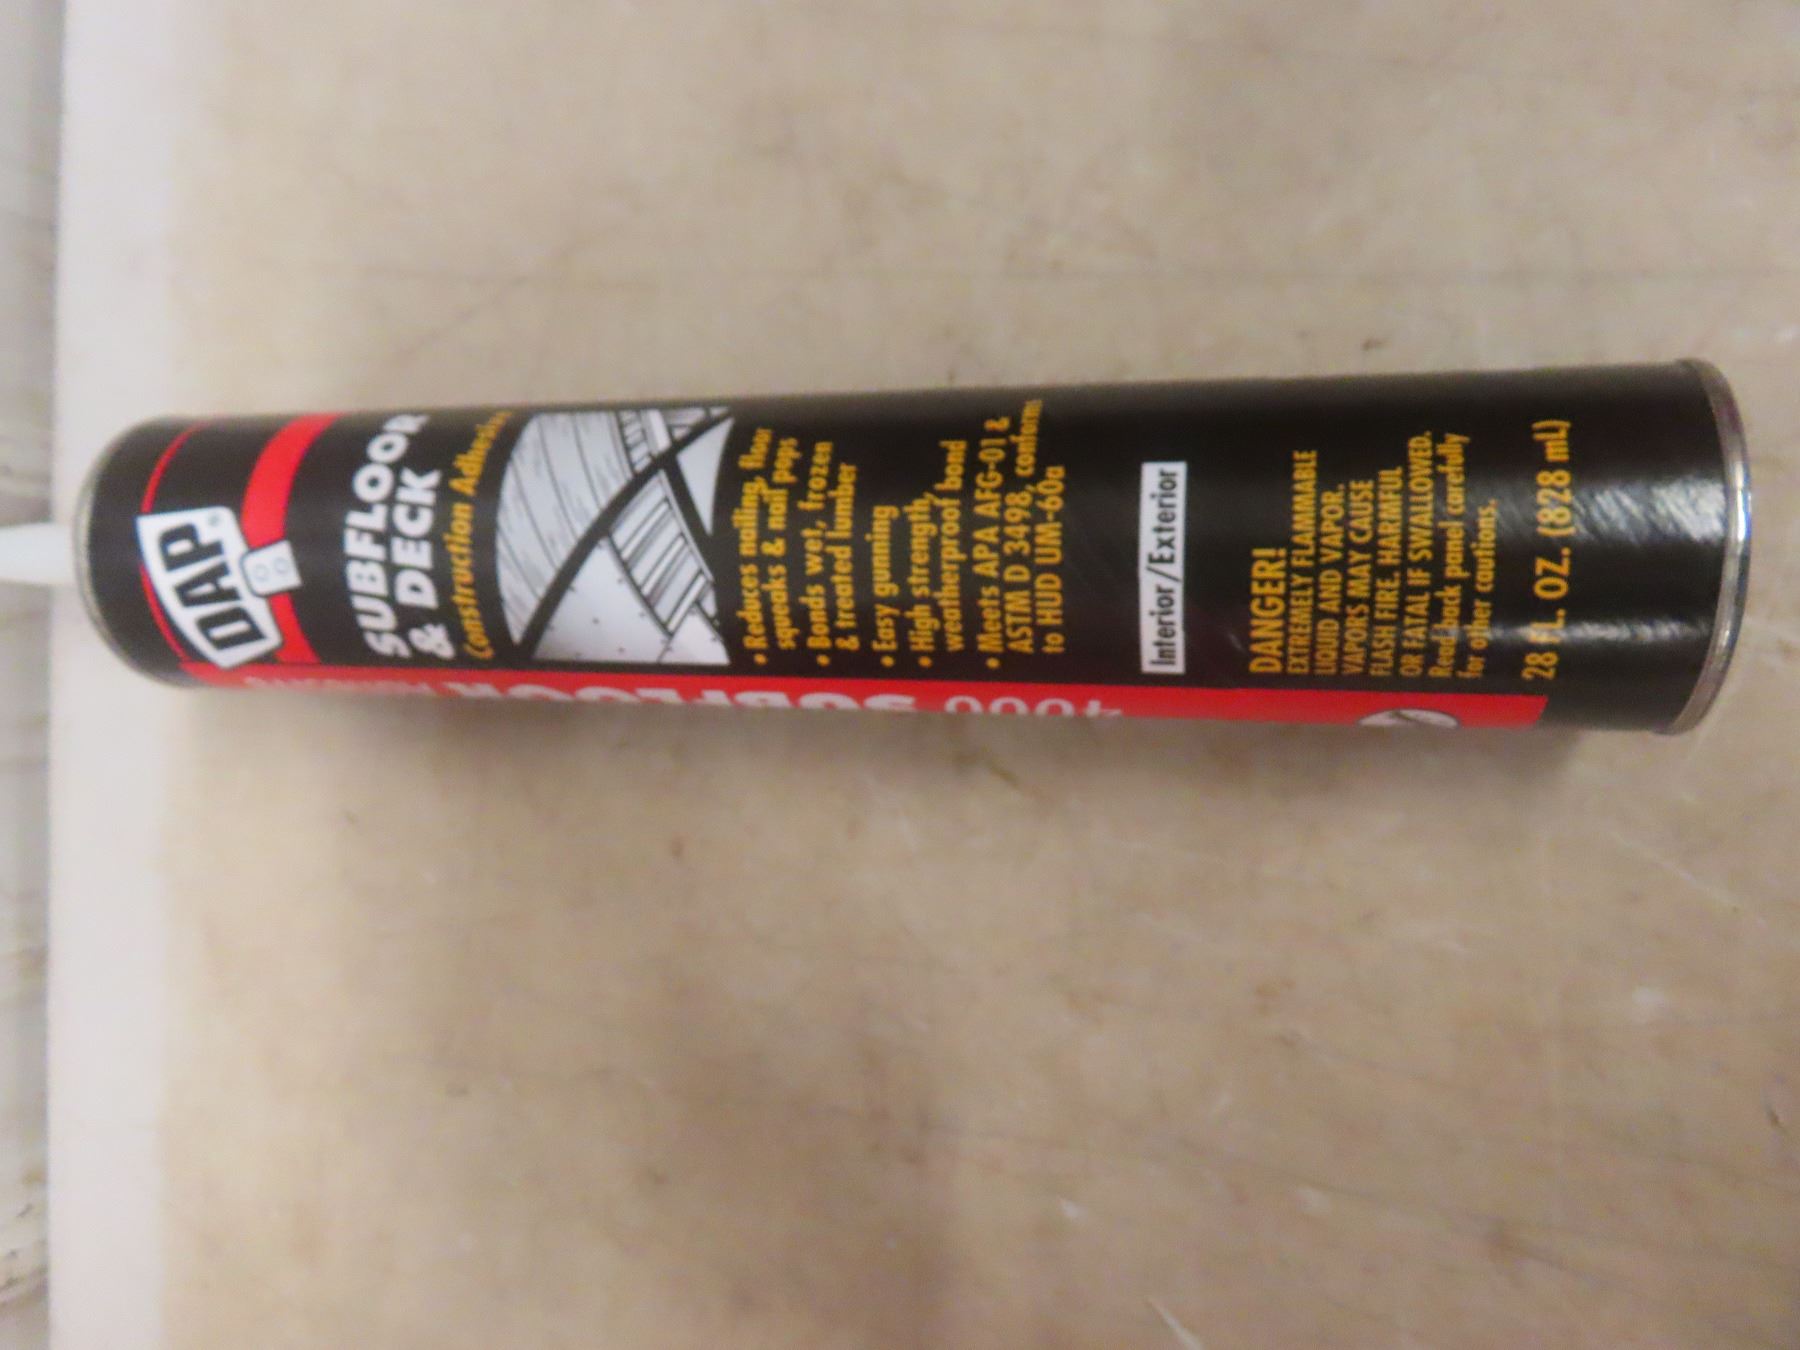 DAP®
SUBFLOOR
& DECK
Construction Adhesive
• Reduces nailing, floor
squeaks & nail pops
• Bonds wet, frozen
& treated lumber
• Easy gunning
• High strength,
weatherproof bond
• Meets APA AFG-01 &
ASTM D 3498, conforms
to HUD UM-60a
Interior/Exterior
DANGER!
EXTREMELY FLAMMABLE
LIQUID AND VAPOR.
VAPORS MAY CAUSE
FLASH FIRE. HARMFUL
OR FATAL IF SWALLOWED.
Read back panel carefully
for other cautions.
28 FL. OZ. (828 mL)
4000 SUBFLOOR